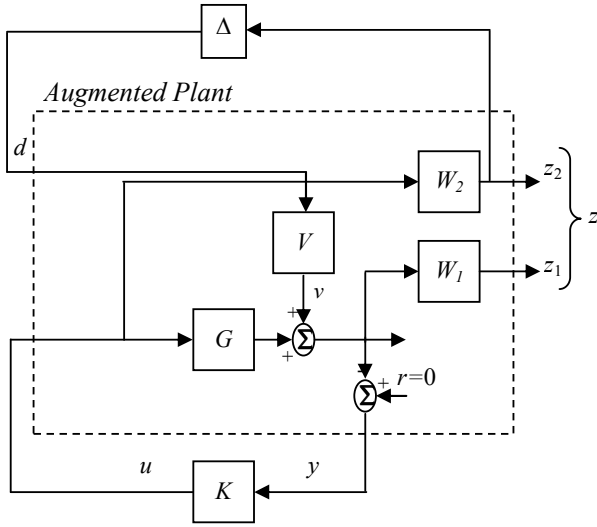 Δ
Augmented Plant
d
W2
z2
z
V
W1
z1
v
+
G
Σ
+
-
+
r=0
Σ
u
y
K